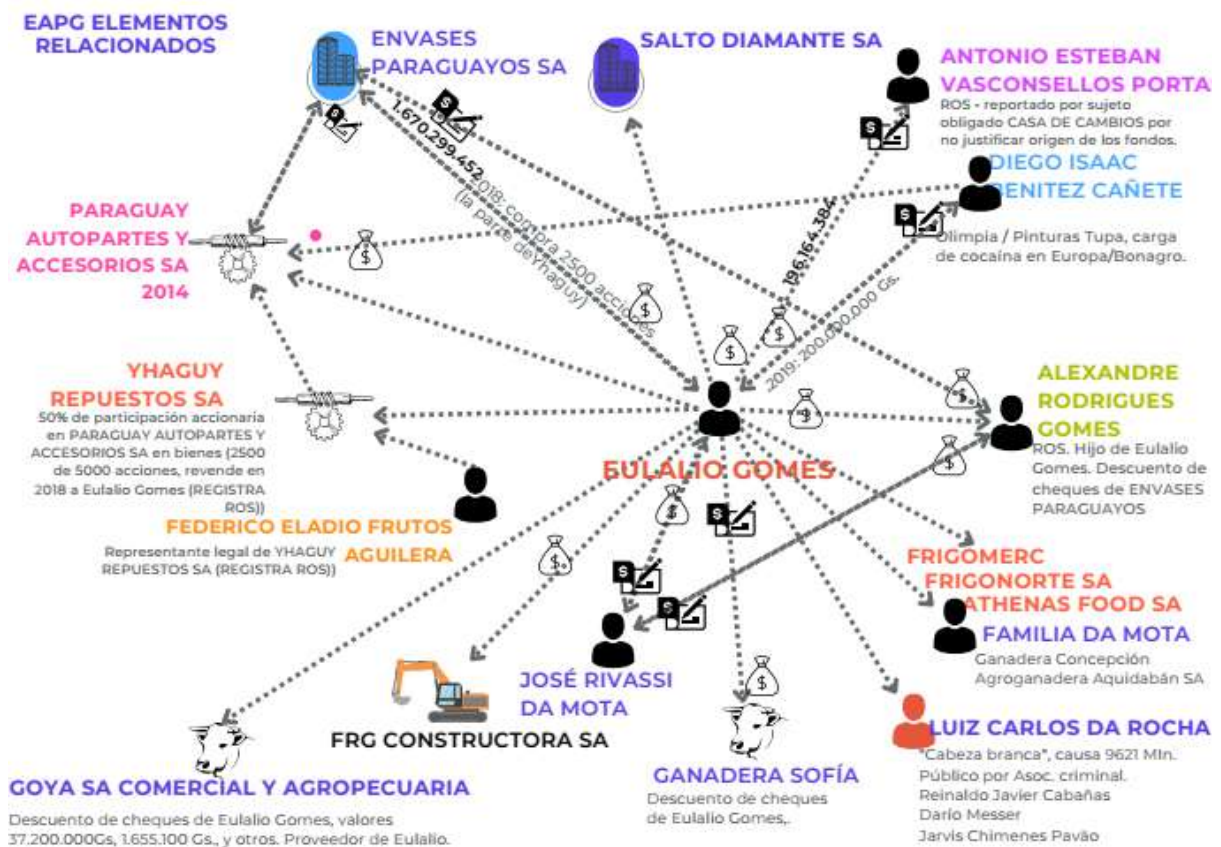 EAPG ELEMENTOS
RELACIONADOS
ENVASES
PARAGUAYOS SA
SALTO DIAMANTE SA
ANTONIO ESTEBAN
VASCONSELLOS PORTA
ROS - reportado por sujeto
obligado CASA DE CAMBIOS por
no justificar origen de los fondos.
DIEGO ISAAC
BENITEZ CAÑETE
Olimpia / Pinturas Tupa, carga
de cocaína en Europa/Bonagro.
1.670.299.452
2018: compra 2500 acciones
(la parte deYhaguy)
196.164.384
2019: 200.000.000 Gs.
PARAGUAY
AUTOPARTES Y
ACCESORIOS SA
2014
YHAGUY
REPUESTOS SA
50% de participación accionaria
en PARAGUAY AUTOPARTES Y
ACCESORIOS SA en bienes (2500
de 5000 acciones, revende en
2018 a Eulalio Gomes (REGISTRA
ROS))
FEDERICO ELADIO FRUTOS
AGUILERA
Representante legal de YHAGUY
REPUESTOS SA (REGISTRA ROS))
EULALIO GOMES
ALEXANDRE
RODRIGUES
GOMES
ROS. Hijo de Eulalio
Gomes. Descuento de
cheques de ENVASES
PARAGUAYOS
FRIGOMERC
FRIGONORTE SA
ATHENAS FOOD SA
FAMILIA DA MOTA
Ganadera Concepción
Agroganadera Aquidabán SA
JOSÉ RIVASSI
DA MOTA
FRG CONSTRUCTORA SA
GOYA SA COMERCIAL Y AGROPECUARIA
Descuento de cheques de Eulalio Gomes, valores
37.200.000Gs, 1.655.100 Gs., y otros. Proveedor de Eulalio.
GANADERA SOFÍA
Descuento de cheques
de Eulalio Gomes,.
LUIZ CARLOS DA ROCHA
"Cabeza branca", causa 9621 MIn.
Público por Asoc. criminal.
Reinaldo Javier Cabañas
Darío Messer
Jarvis Chimenes Pavão